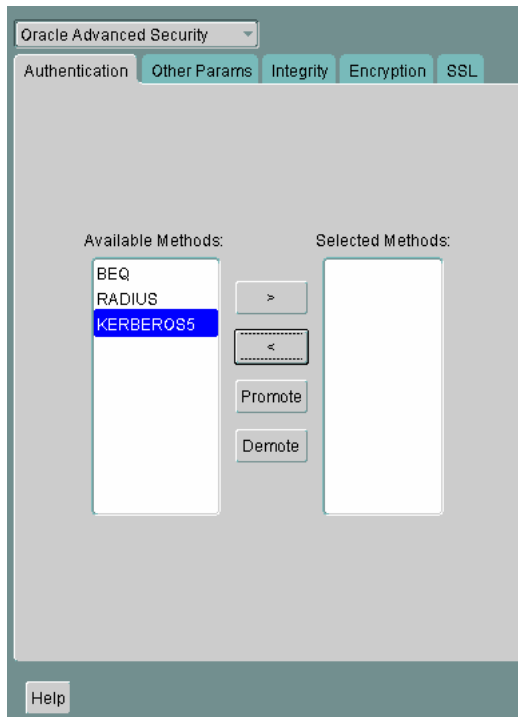 Oracle Advanced Security
Authentication Other Params Integrity Encryption SSL
Available Methods: Selected Methods:
BEQ
RADIUS
>
KERBEROS5
<
Promote
Demote
Help